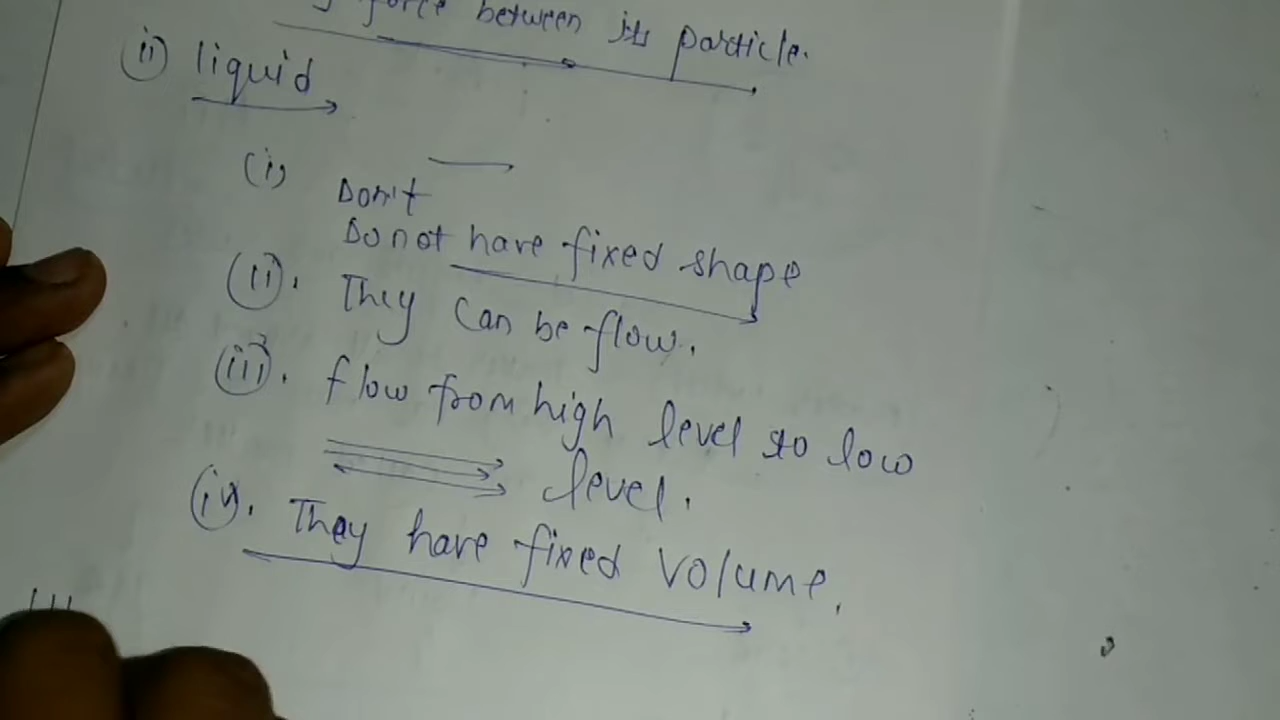 force between its particle.
(ii) liquid
(i)
Don't
Do not have fixed shape
(ii). They can be flow.
(iii). flow from high level to low
level.
(iv). They have fixed volume.